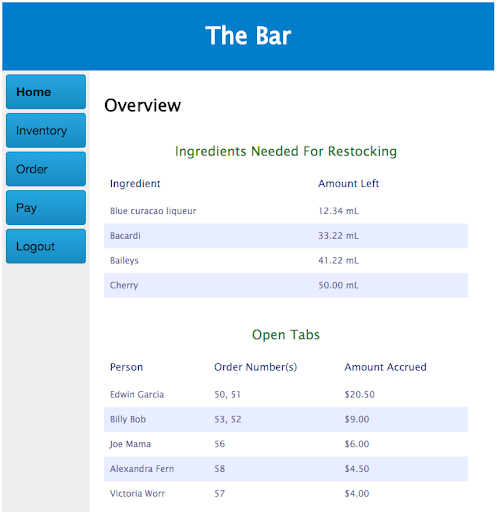 The Bar
Home
Inventory
Order
Pay
Logout
Overview
Ingredients Needed For Restocking
Ingredient Amount Left
Blue curacao liqueur 12.34 mL
Bacardi 33.22 mL
Baileys 41.22 mL
Cherry 50.00 mL
Open Tabs
Person Order Number(s) Amount Accrued
Edwin Garcia 50, 51 $20.50
Billy Bob 53, 52 $9.00
Joe Mama 56 $6.00
Alexandra Fern 58 $4.50
Victoria Worr 57 $4.00